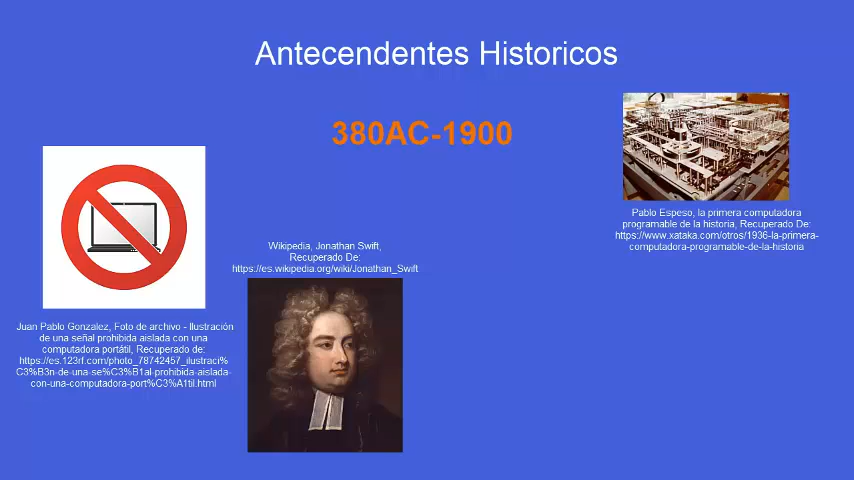 Antecendentes Historicos
380AC-1900
Pablo Espeso, la primera computadora
programable de la historia, Recuperado De:
https://www.xataka.com/otros/1936-la-primera-
computadora-programable-de-la-historia
Wikipedia, Jonathan Swift,
Recuperado De:
https://es.wikipedia.org/wiki/Jonathan_Swift
Juan Pablo Gonzalez, Foto de archivo - Ilustración
de una señal prohibida aislada con una
computadora portátil, Recuperado de:
https://es.123rf.com/photo_78742457_ilustraci%
C3%B3n-de-una-se%C3%B1al-prohibida-aislada-
con-una-computadora-port%C3%A1til.html